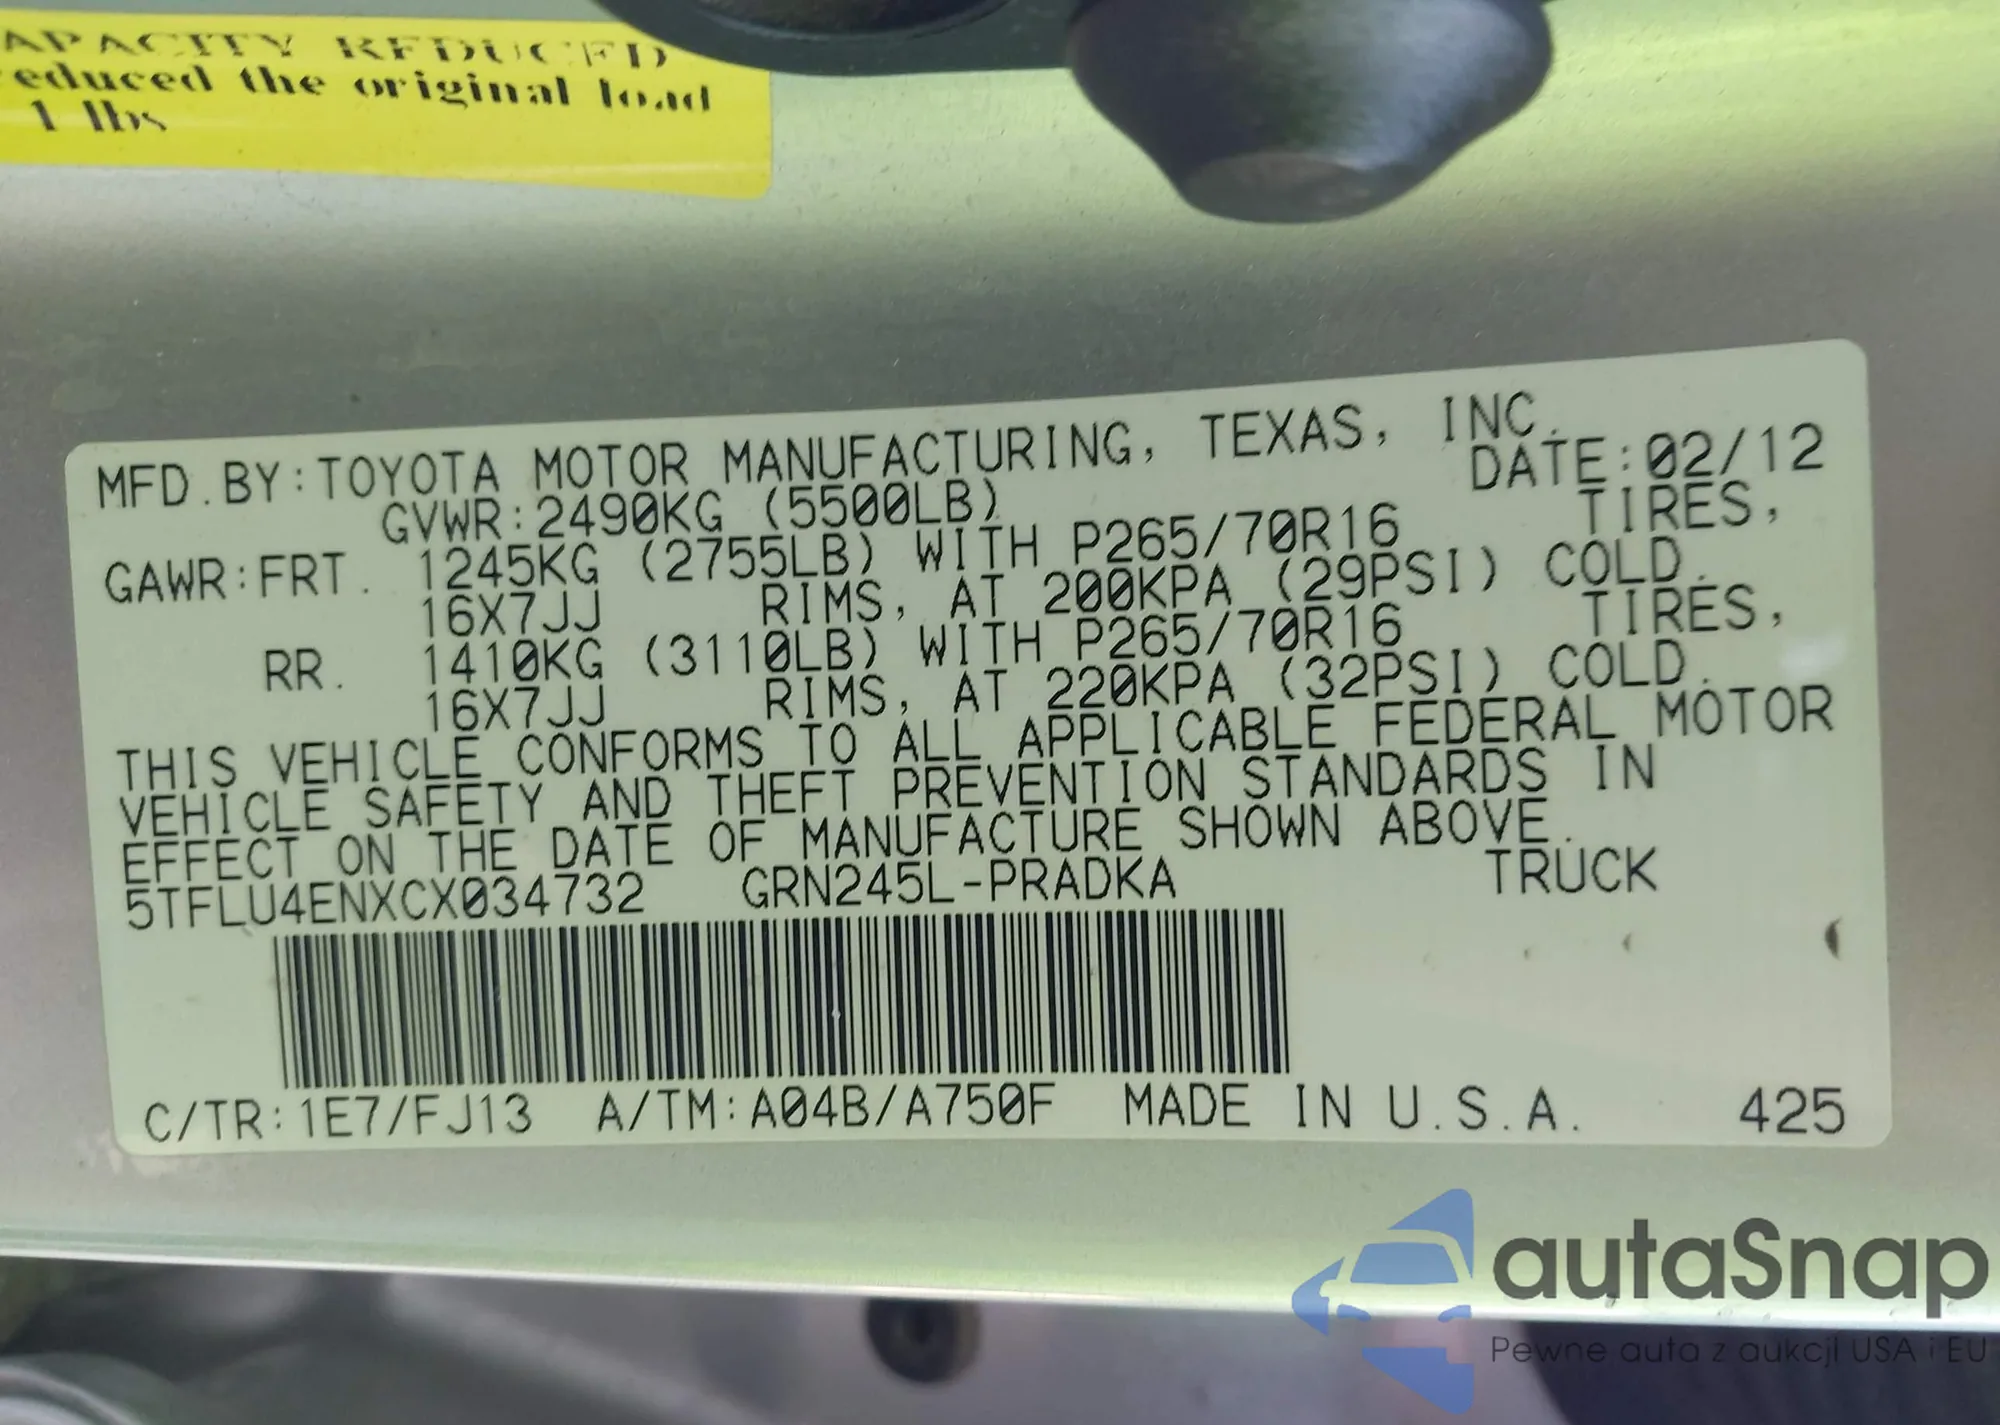 APACITY REDUCED
reduced the original load
1 lbs
MFD.BY:TOYOTA MOTOR MANUFACTURING, TEXAS, INC.
GVWR:2490KG (5500LB) DATE:02/12
GAWR:FRT. 1245KG (2755LB) WITH P265/70R16 TIRES,
16X7JJ RIMS, AT 200KPA (29PSI) COLD.
RR. 1410KG (3110LB) WITH P265/70R16 TIRES,
16X7JJ RIMS, AT 220KPA (32PSI) COLD.
THIS VEHICLE CONFORMS TO ALL APPLICABLE FEDERAL MOTOR
VEHICLE SAFETY AND THEFT PREVENTION STANDARDS IN
EFFECT ON THE DATE OF MANUFACTURE SHOWN ABOVE.
5TFLU4ENXCX034732 GRN245L-PRADKA TRUCK
C/TR:1E7/FJ13 A/TM:A04B/A750F MADE IN U.S.A. 425
autaSnap
Pewne auta z aukcji USA i EU